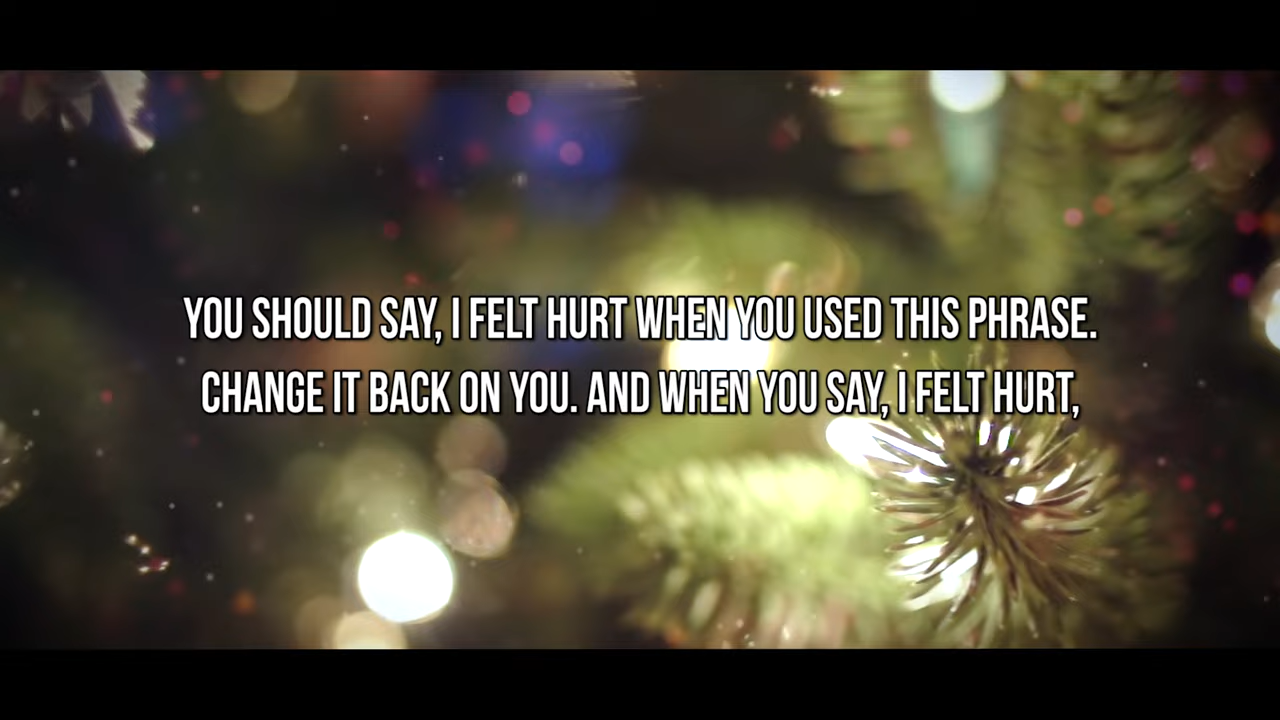 YOU SHOULD SAY, I FELT HURT WHEN YOU USED THIS PHRASE.
CHANGE IT BACK ON YOU. AND WHEN YOU SAY, I FELT HURT,